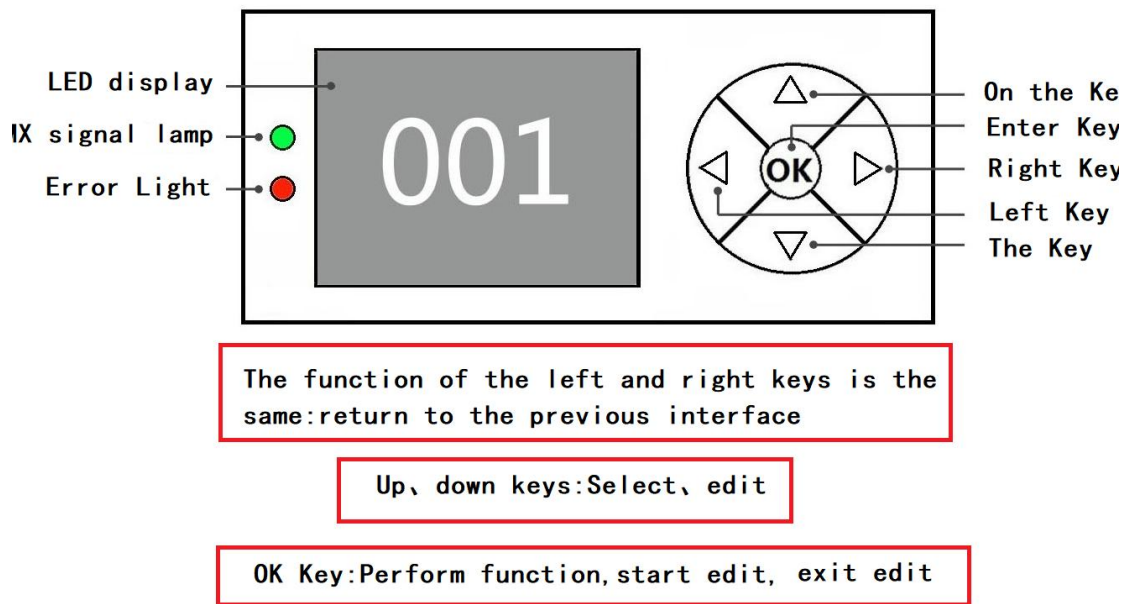 LED display
MX signal lamp
Error Light
001
OK
On the Ke
Enter Key
Right Key
Left Key
The Key
The function of the left and right keys is the
same:return to the previous interface
Up、down keys:Select、edit
OK Key:Perform function,start edit, exit edit